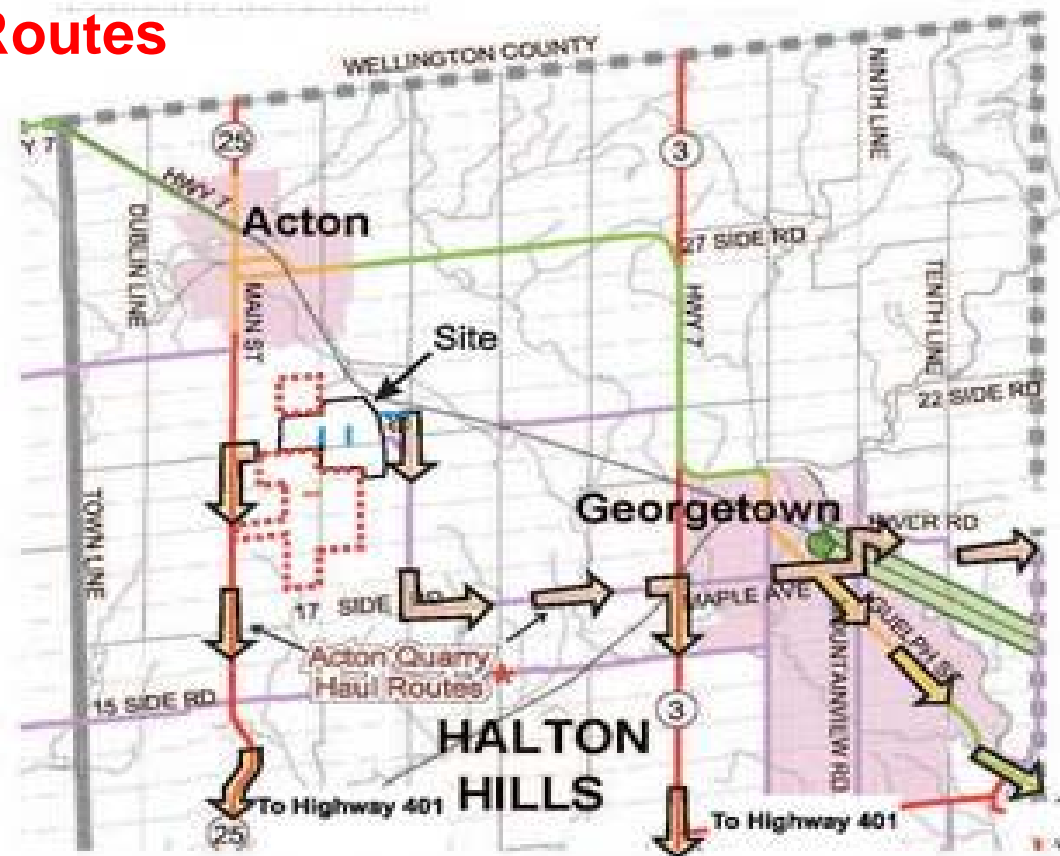 Routes
WELLINGTON COUNTY
NINTH LINE
25
3
Y 7
HWY 7
Acton
27 SIDE RD
DUBLIN LINE
MAIN ST
HWY 7
TENTH LINE
Site
22 SIDE RD
TOWN LINE
Georgetown
RIVER RD
17 SIDE RD
MAPLE AVE
GUELPH ST
Acton Quarry
Haul Routes *
15 SIDE RD
3
MOUNTAINVIEW RD
HALTON
HILLS
To Highway 401
25
To Highway 401